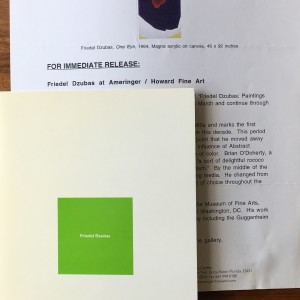 Friedel Dzubas, One Eye, 1964, Magna acrylic on canvas, 45 x 32 inches
FOR IMMEDIATE RELEASE:
Friedel Dzubas at Ameringer / Howard Fine Art
Friedel Dzubas: Paintings
March and continue through
and marks the first
this decade. This period
that he moved away
influence of Abstract
of color. Brian O'Doherty, a
sort of delightful rococo
By the middle of the
media. He changed from
of choice throughout the
Museum of Fine Arts,
Washington, DC. His work
including the Guggenheim
gallery.
Friedel Dzubas